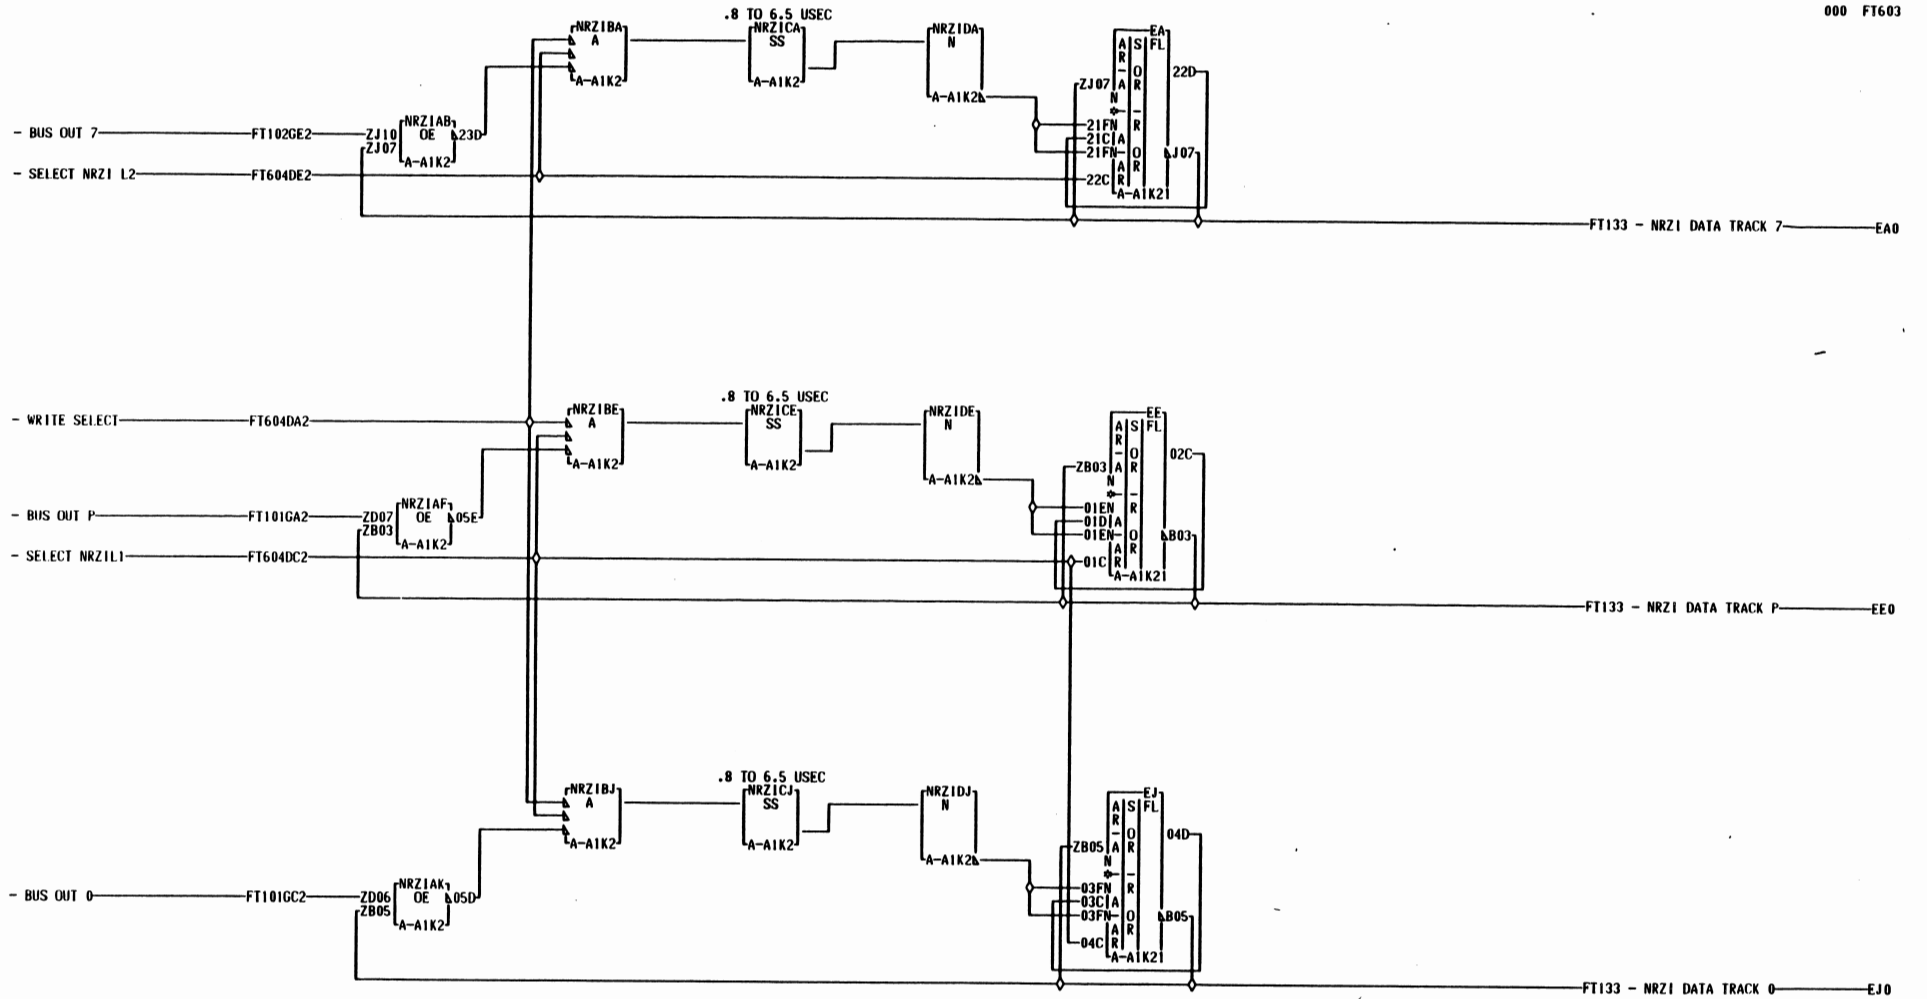 000 FT603
.8 TO 6.5 USEC
NRZIBA
A
A-A1K2
NRZICA
SS
A-A1K2
NRZIDA
N
A-A1K2
EA
A S FL
R
- O 22D
ZJ07 A R
N
* -
21FN R
21C A
21FN - O J07
A R
22C R
A-A1K2
- BUS OUT 7 FT102GE2 ZJ10
ZJ07
NRZIAB
OE 23D
A-A1K2
- SELECT NRZI L2 FT604DE2
FT133 - NRZI DATA TRACK 7 EA0
.8 TO 6.5 USEC
- WRITE SELECT FT604DA2
NRZIBE
A
A-A1K2
NRZICE
SS
A-A1K2
NRZIDE
N
A-A1K2
EE
A S FL
R
- O 02C
ZB03 A R
N
* -
01EN R
01D A
01EN - O B03
A R
01C R
A-A1K2
- BUS OUT P FT101GA2 ZD07
ZB03
NRZIAF
OE 05E
A-A1K2
- SELECT NRZIL1 FT604DC2
FT133 - NRZI DATA TRACK P EE0
.8 TO 6.5 USEC
NRZIBJ
A
A-A1K2
NRZICJ
SS
A-A1K2
NRZIDJ
N
A-A1K2
EJ
A S FL
R
- O 04D
ZB05 A R
N
* -
03FN R
03C A
03FN - O B05
A R
04C R
A-A1K2
- BUS OUT 0 FT101GC2 ZD06
ZB05
NRZIAK
OE 05D
A-A1K2
FT133 - NRZI DATA TRACK 0 EJ0